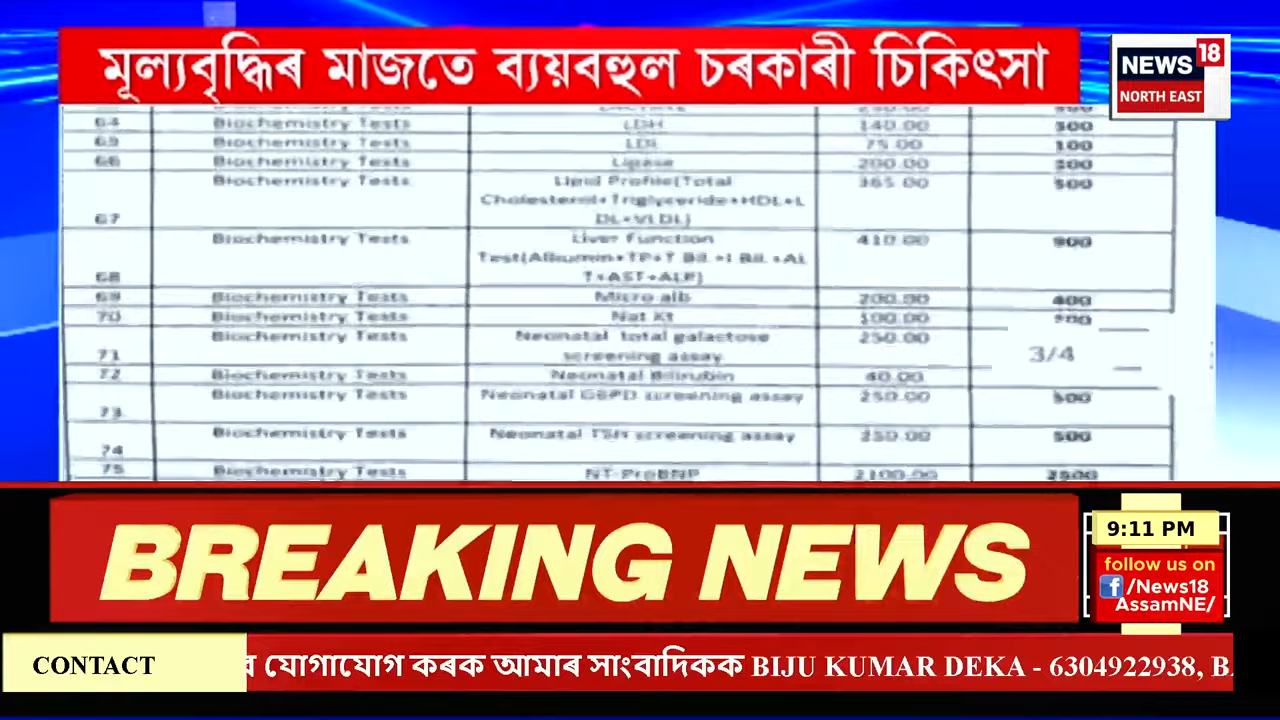 মূল্যবৃদ্ধিৰ মাজতে ব্যয়বহুল চৰকাৰী চিকিৎসা
NEWS 18
NORTH EAST
64 Biochemistry Tests LDH 140.00 500
65 Biochemistry Tests LDL 75.00 100
66 Biochemistry Tests Lipase 200.00 500
Biochemistry Tests Lipid Profile(Total 365.00 500
Cholesterol+Triglyceride+HDL+L
67 DL+VLDL)
Biochemistry Tests Liver Function 410.00 900
Test(Albumin+TP+T Bil.+I Bil.+AL
68 T+AST+ALP)
69 Biochemistry Tests Micro alb 200.00 400
70 Biochemistry Tests 100.00
Biochemistry Tests Neonatal total galactose 250.00
71 screening assay 3/4
72 Biochemistry Tests Neonatal Bilirubin 40.00
Biochemistry Tests Neonatal G6PD screening assay 250.00 500
73
Biochemistry Tests Neonatal TSH screening assay 250.00 500
74
75 Biochemistry Tests NT-ProBNP 2100.00 2500
BREAKING NEWS
9:11 PM
follow us on
/News18
AssamNE/
CONTACT
যোগাযোগ কৰক আমাৰ সাংবাদিকক BIJU KUMAR DEKA - 6304922938,